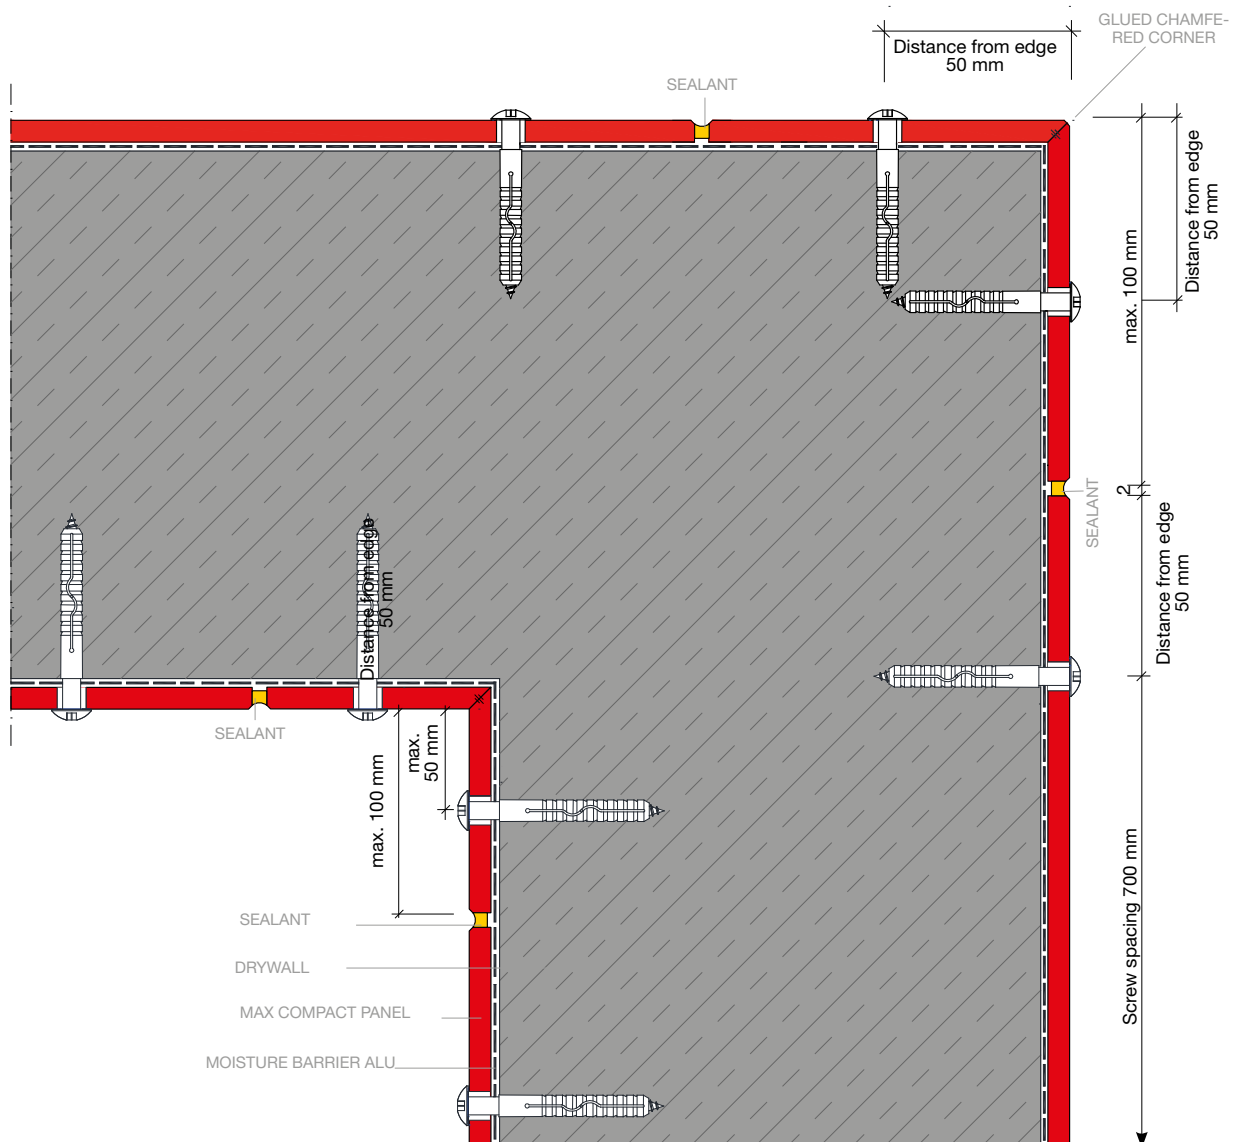 GLUED CHAMFE-
RED CORNER
Distance from edge
50 mm
SEALANT
Distance from edge
50 mm
max. 100 mm
2
SEALANT
Distance from edge
50 mm
Distance from edge
50 mm
SEALANT
max.
50 mm
max. 100 mm
Screw spacing 700 mm
SEALANT
DRYWALL
MAX COMPACT PANEL
MOISTURE BARRIER ALU